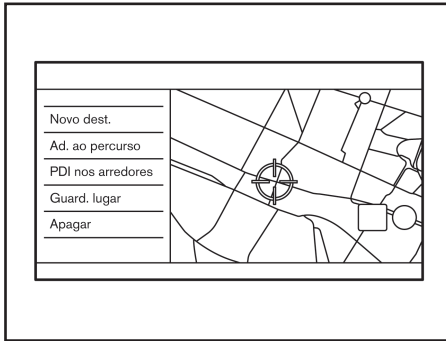 Novo dest.
Ad. ao percurso
PDI nos arredores
Guard. lugar
Apagar